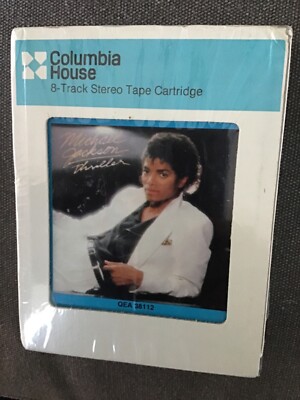 Columbia
House
8-Track Stereo Tape Cartridge
Michael
Jackson
Thriller
QEA 38112